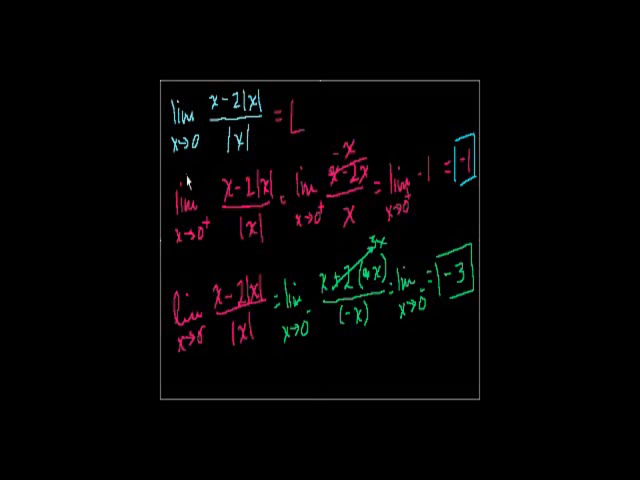 lim x→0 x-2|x| / |x| = L
lim x→0⁺ x-2|x| / |x| = lim x→0⁺ -x x-2x / x = lim x→0⁺ -1 = -1
lim x→0⁻ x-2|x| / |x| = lim x→0⁻ 3x x+2(x) / (-x) = lim x→0⁻ = -3